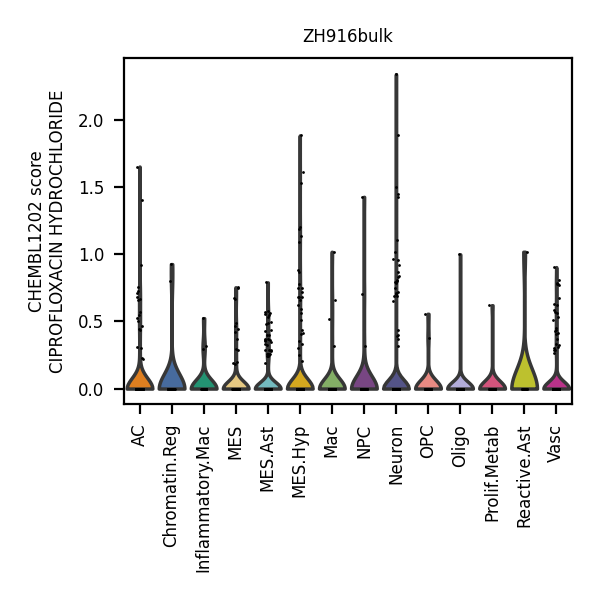 ZH916bulk
CHEMBL1202 score
CIPROFLOXACIN HYDROCHLORIDE
2.0
1.5
1.0
0.5
0.0
AC
Chromatin.Reg
Inflammatory.Mac
MES
MES.Ast
MES.Hyp
Mac
NPC
Neuron
OPC
Oligo
Prolif.Metab
Reactive.Ast
Vasc